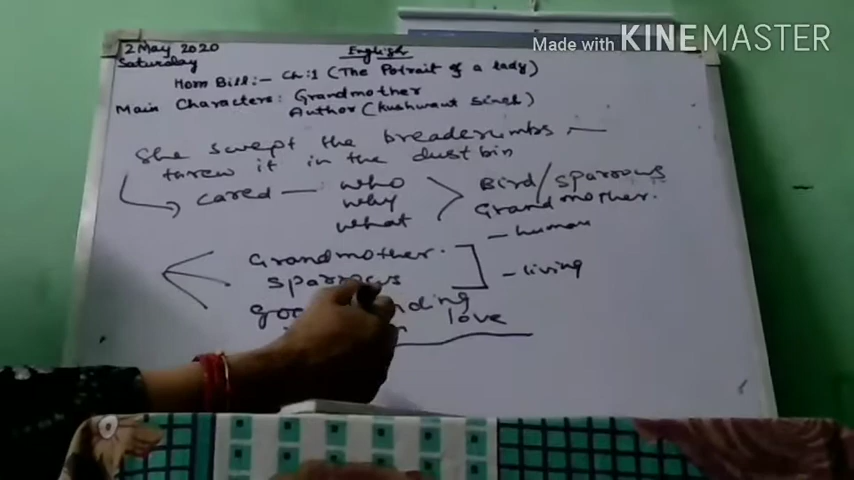 Made with KINEMASTER
2 May 2020
Saturday
English
Horn Bill :- Ch:1 (The Potrait of a lady)
Main Characters: Grandmother
Author (Kushwant Singh)
She swept the breadcrumbs
threw it in the dustbin
cared — who
why
what
Bird/sparrows
Grandmother.
Grandmother. - human
sparrows - living
love